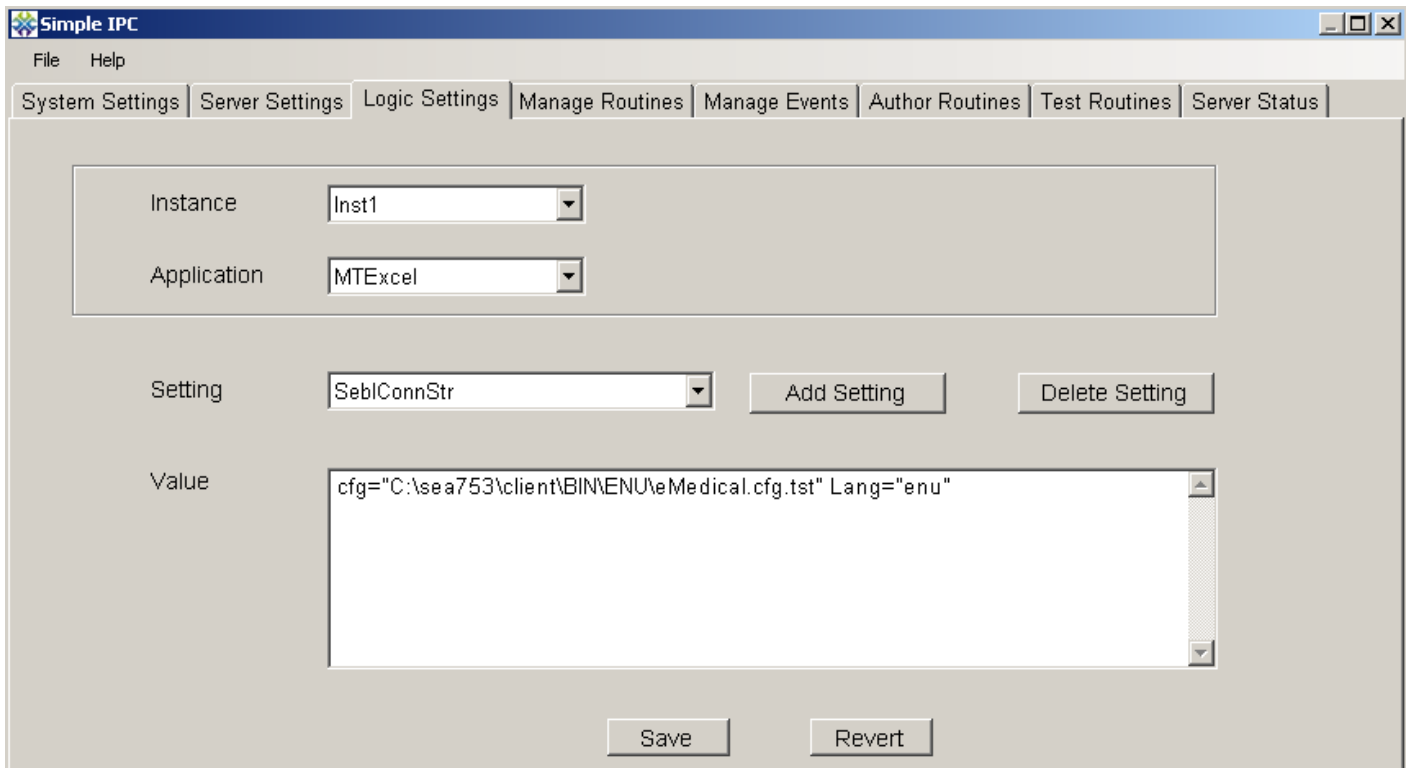 Simple IPC
File Help
System Settings Server Settings Logic Settings Manage Routines Manage Events Author Routines Test Routines Server Status
Instance Inst1
Application MTExcel
Setting SeblConnStr Add Setting Delete Setting
Value cfg="C:\sea753\client\BIN\ENU\eMedical.cfg.tst" Lang="enu"
Save Revert